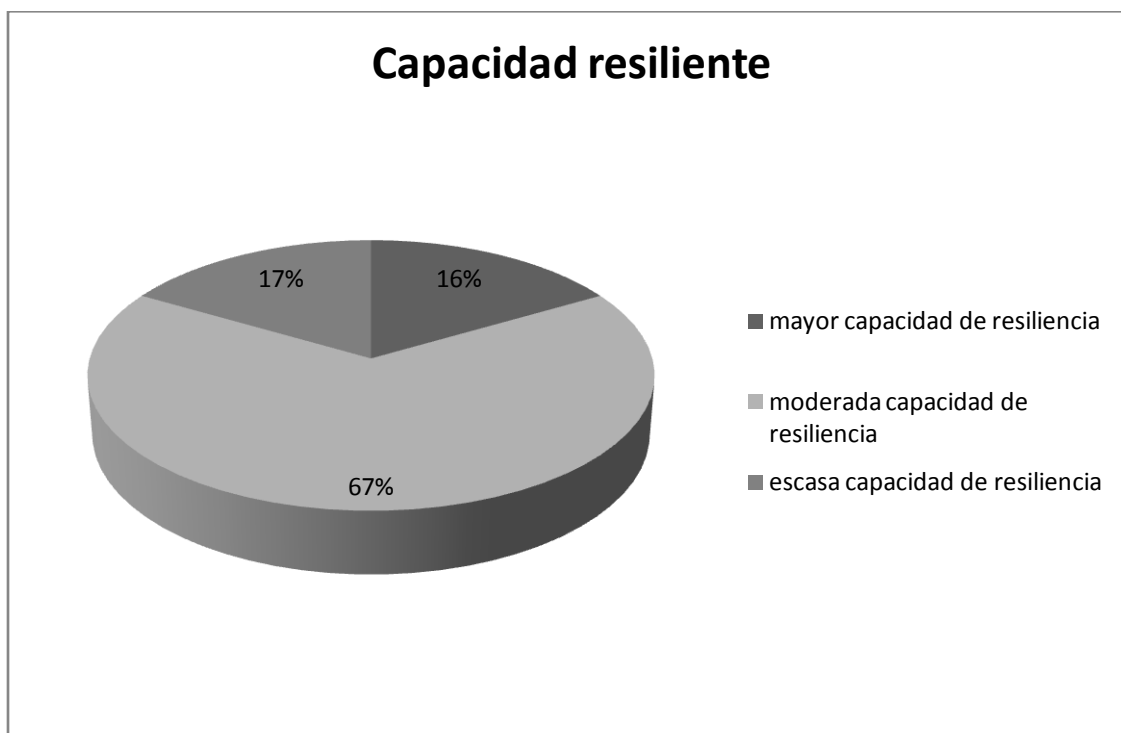 Capacidad resiliente
17%
16%
67%
mayor capacidad de resiliencia
moderada capacidad de
resiliencia
escasa capacidad de resiliencia